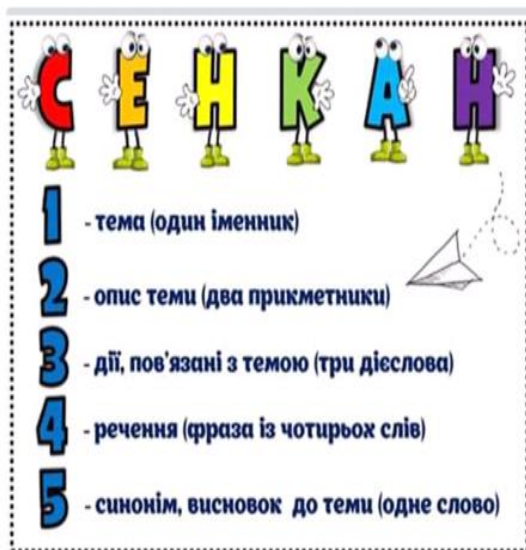 СЕНКАН
1 - тема (один іменник)
2 - опис теми (два прикметники)
3 - дії, пов'язані з темою (три дієслова)
4 - речення (фраза із чотирьох слів)
5 - синонім, висновок до теми (одне слово)